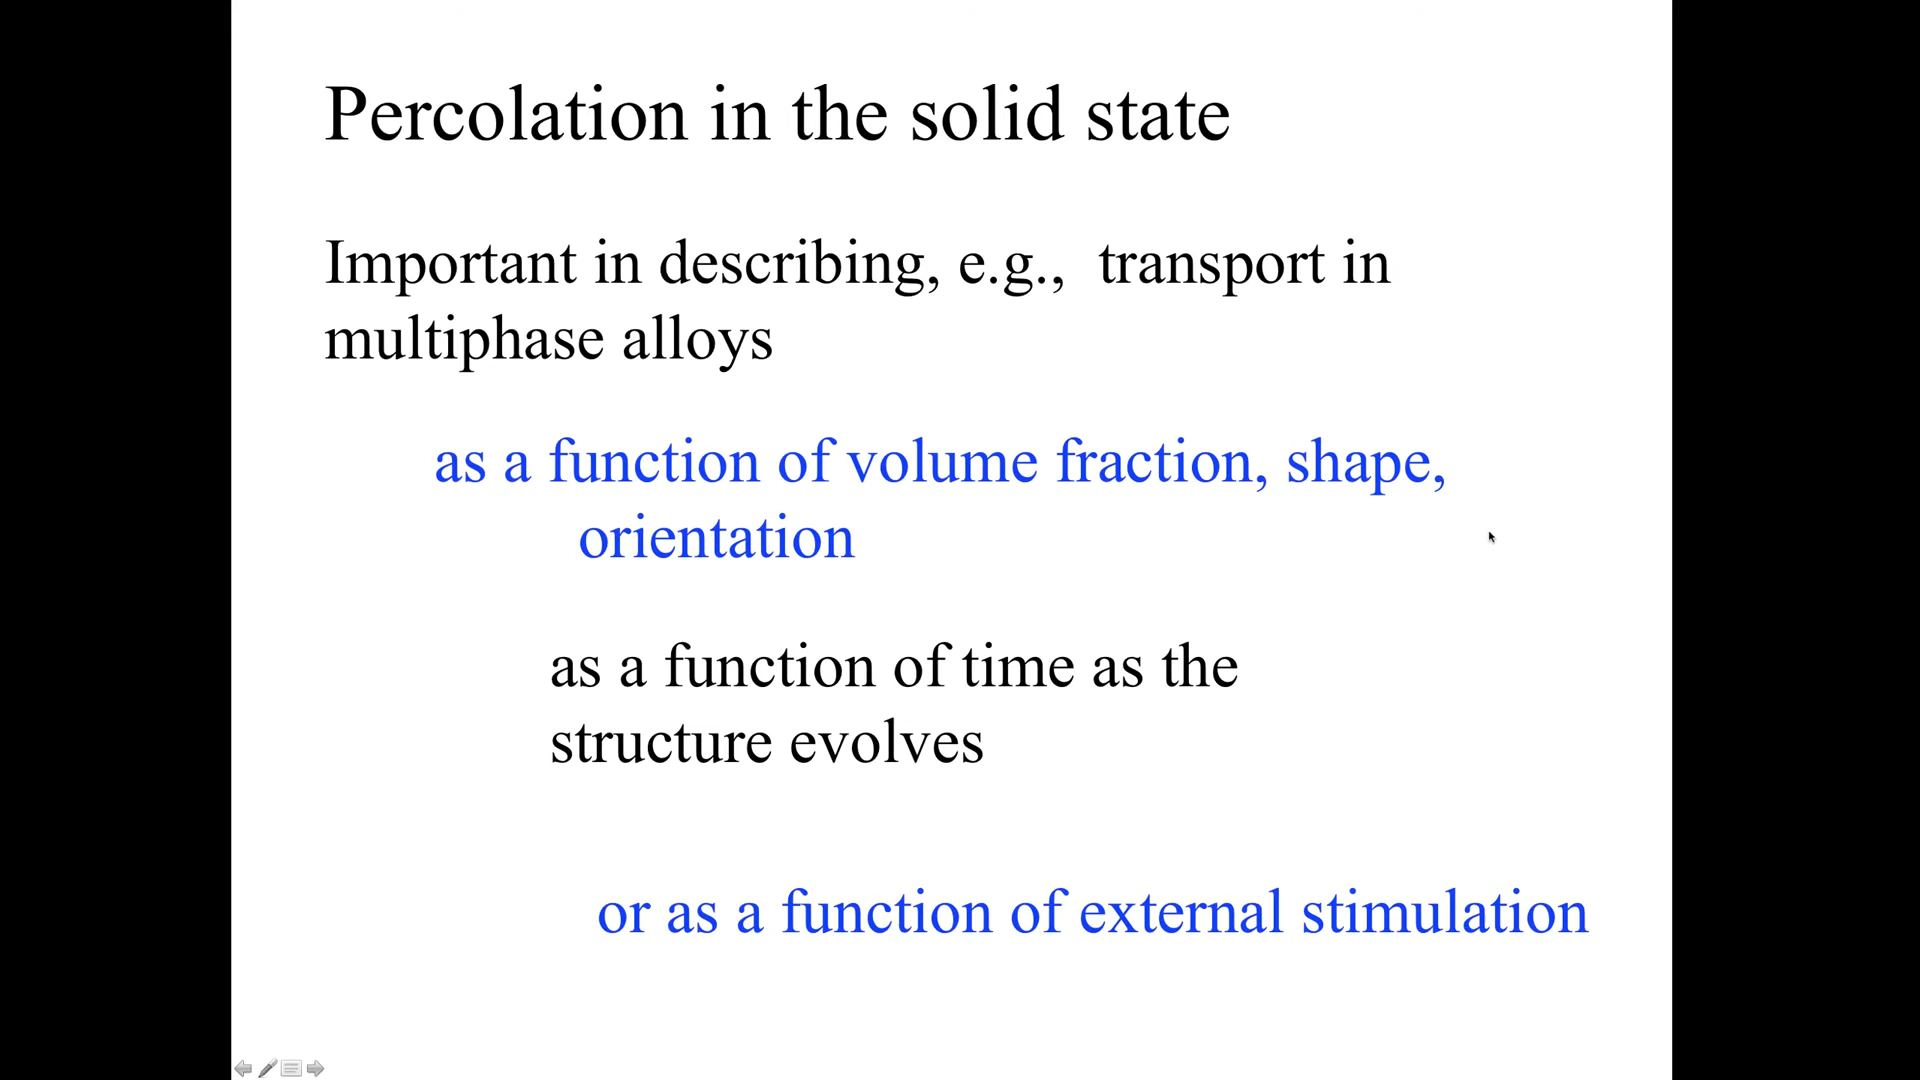 Percolation in the solid state
Important in describing, e.g.,  transport in
multiphase alloys
as a function of volume fraction, shape,
orientation
as a function of time as the
structure evolves
or as a function of external stimulation